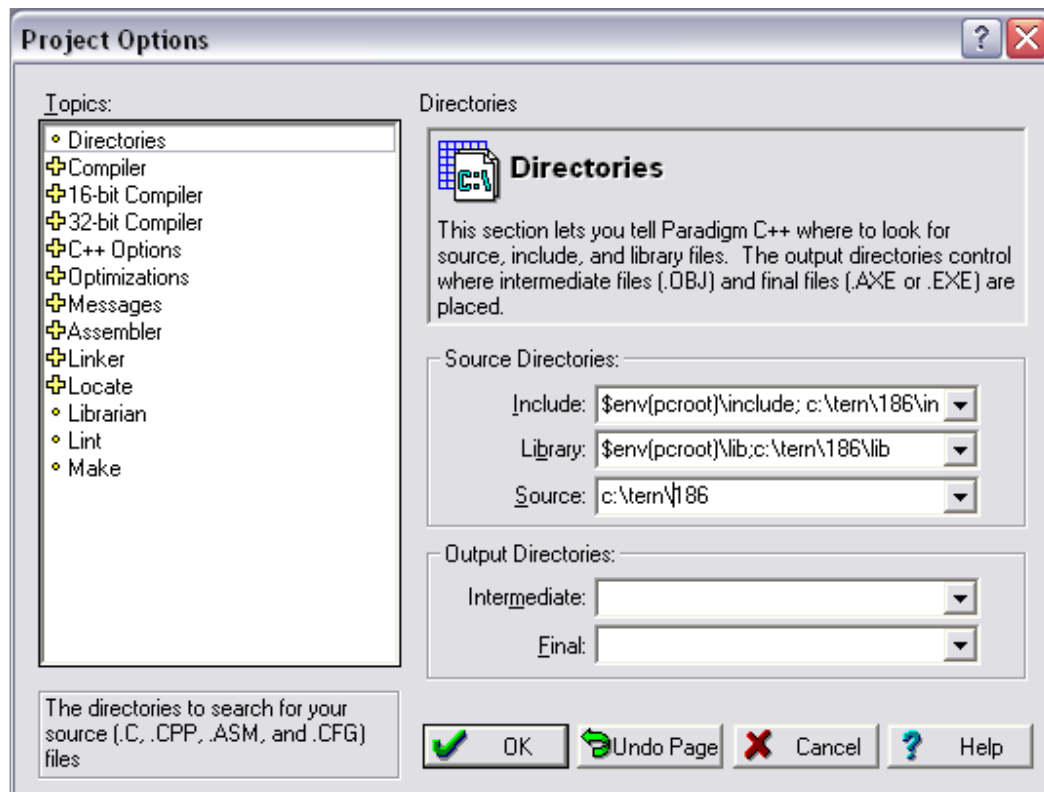 Project Options
Topics:
Directories
Compiler
16-bit Compiler
32-bit Compiler
C++ Options
Optimizations
Messages
Assembler
Linker
Locate
Librarian
Lint
Make
The directories to search for your
source (.C, .CPP, .ASM, and .CFG)
files
Directories
C:\
Directories
This section lets you tell Paradigm C++ where to look for
source, include, and library files. The output directories control
where intermediate files (.OBJ) and final files (.AXE or .EXE) are
placed.
Source Directories:
Include: $env(pcroot)\include; c:\tern\186\in
Library: $env(pcroot)\lib;c:\tern\186\lib
Source: c:\tern\186
Output Directories:
Intermediate:
Final:
OK Undo Page Cancel ? Help